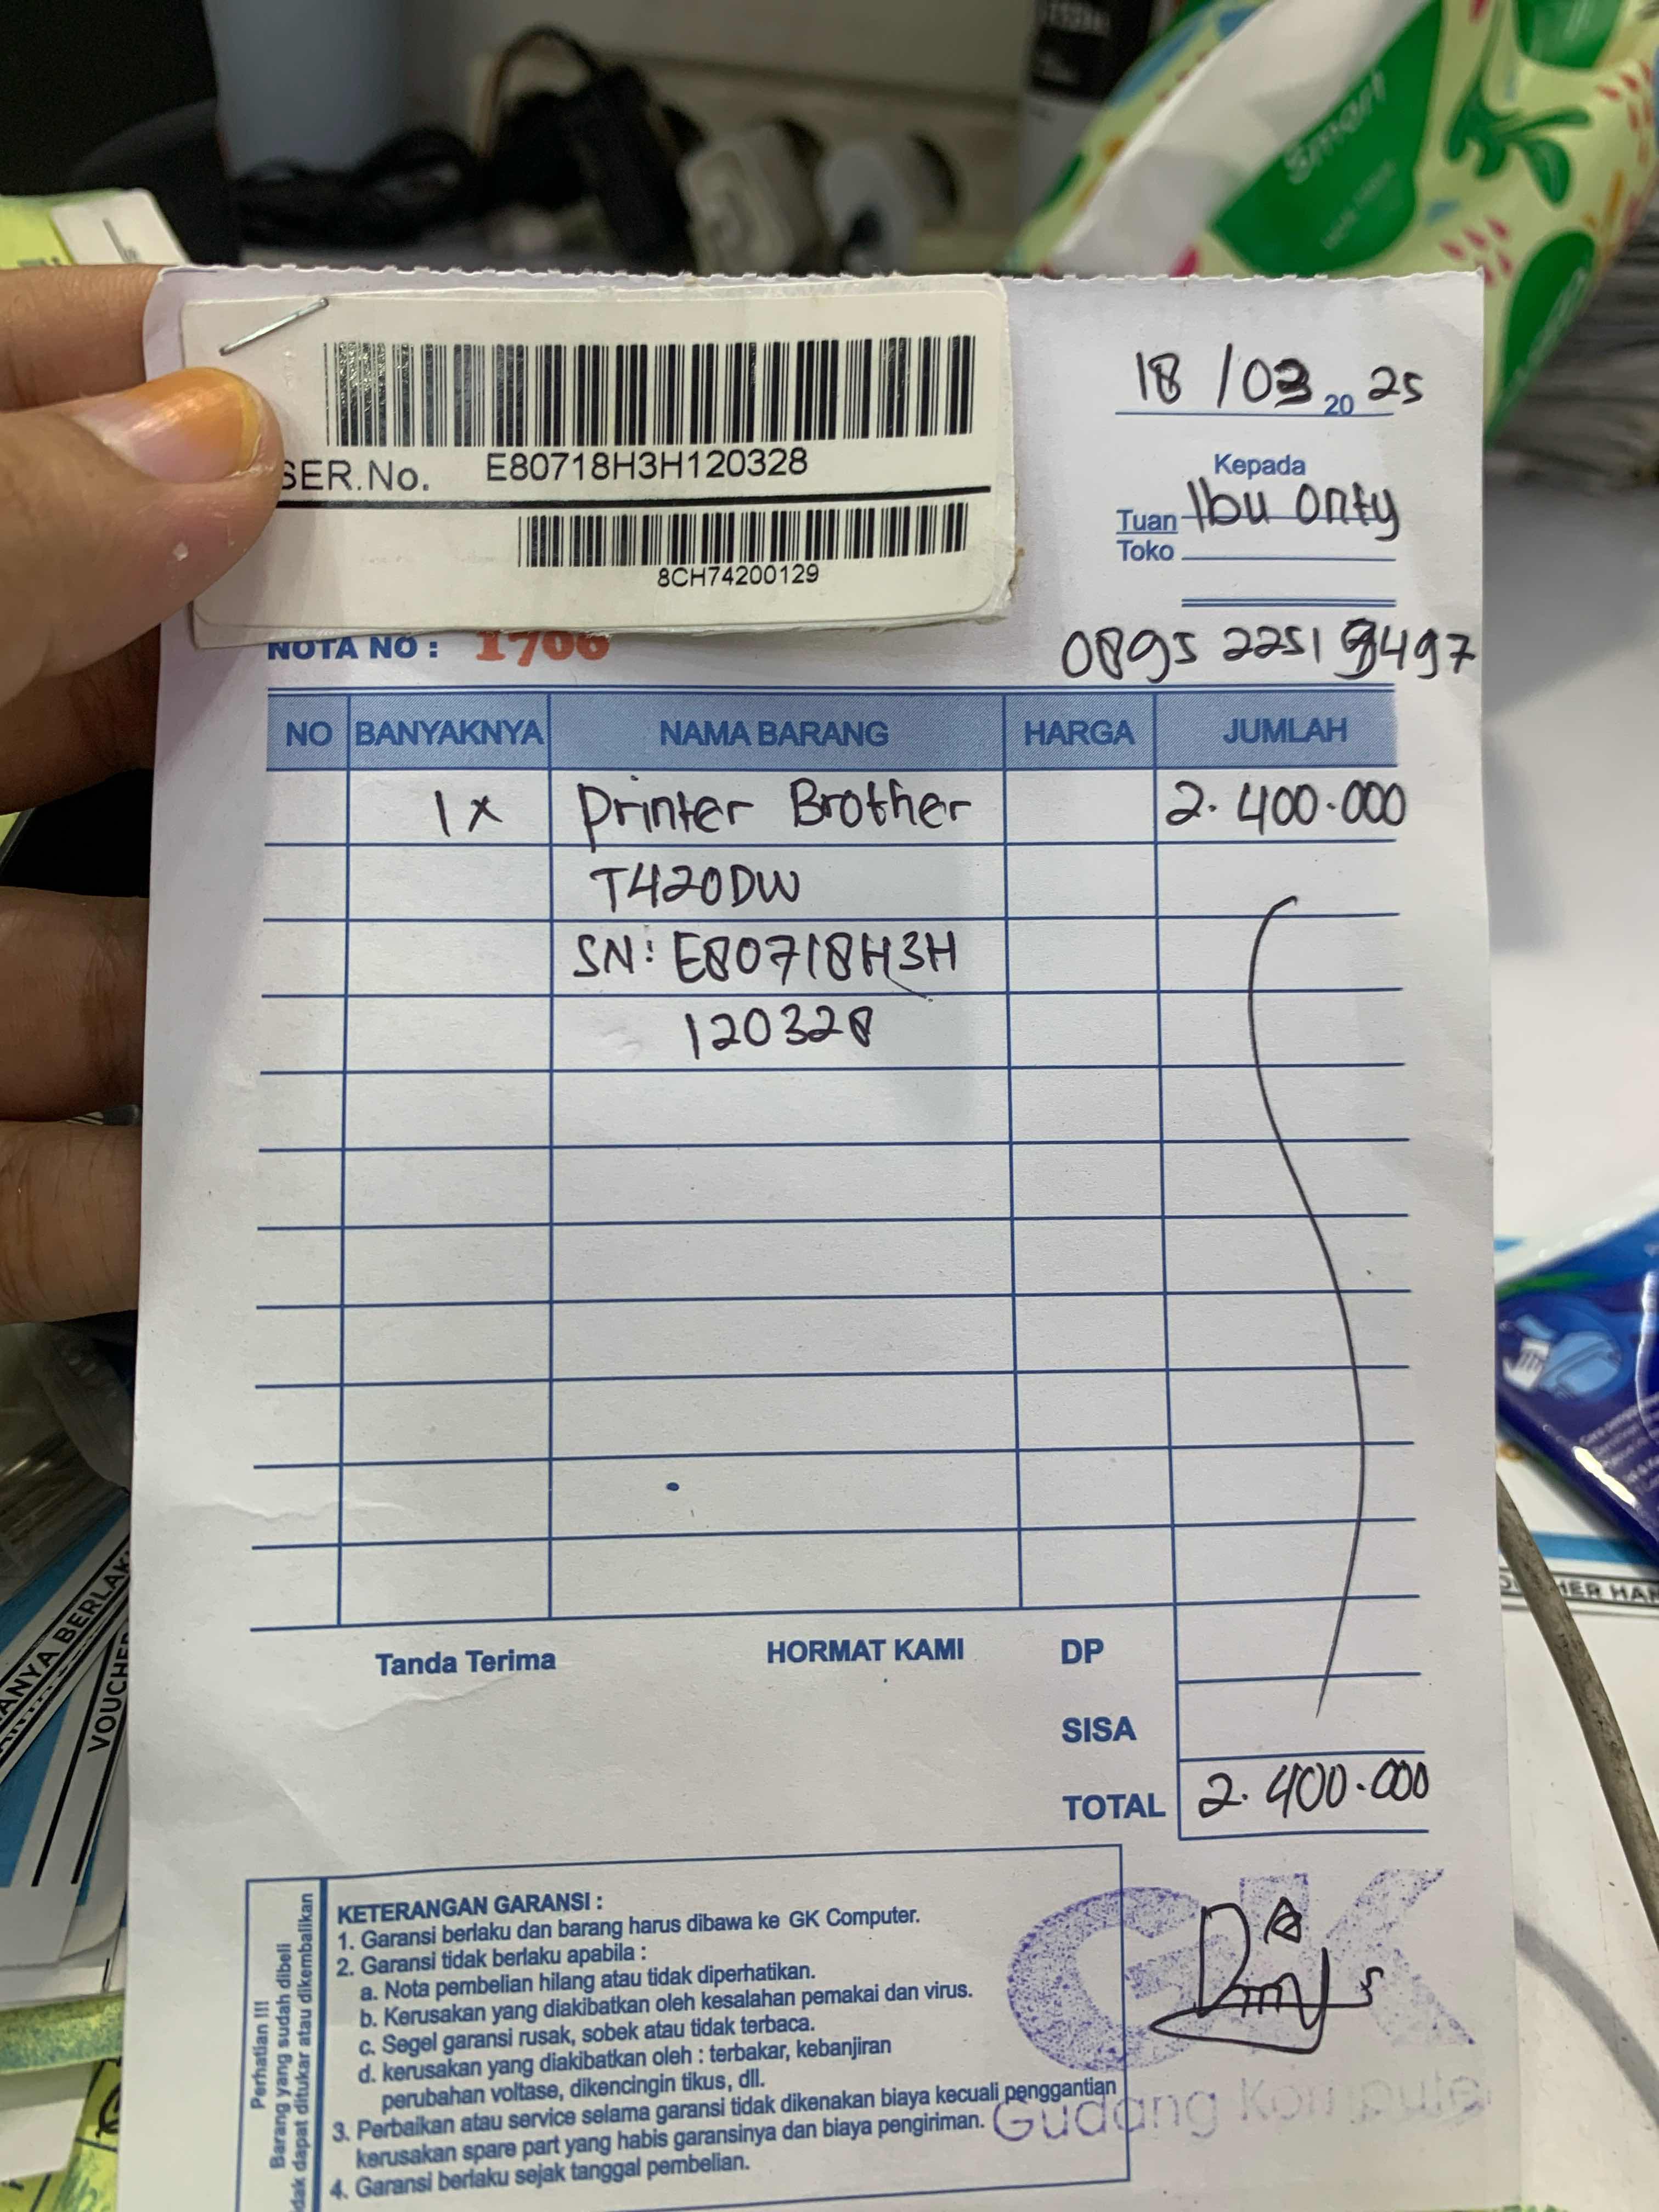 Smart
18 /03 20 25
SER.No. E80718H3H120328
8CH74200129
Kepada
Tuan Ibu Onty
Toko
NOTA NO : 1706
NO BANYAKNYA NAMA BARANG HARGA JUMLAH
1x Printer Brother 2.400.000
T420DW
SN: E80718H3H
120328
Tanda Terima HORMAT KAMI DP
SISA
TOTAL 2.400.000
Perhatian !!!
Barang yang sudah dibeli
dapat ditukar atau dikembalikan
KETERANGAN GARANSI :
1. Garansi berlaku dan barang harus dibawa ke GK Computer.
2. Garansi tidak berlaku apabila :
a. Nota pembelian hilang atau tidak diperhatikan.
b. Kerusakan yang diakibatkan oleh kesalahan pemakai dan virus.
c. Segel garansi rusak, sobek atau tidak terbaca.
d. kerusakan yang diakibatkan oleh : terbakar, kebanjiran
perubahan voltase, dikencingin tikus, dll.
3. Perbaikan atau service selama garansi tidak dikenakan biaya kecuali penggantian
kerusakan spare part yang habis garansinya dan biaya pengiriman.
4. Garansi berlaku sejak tanggal pembelian.
GK
Gudang Kompute
ANYA BERLAK
VOUCHER